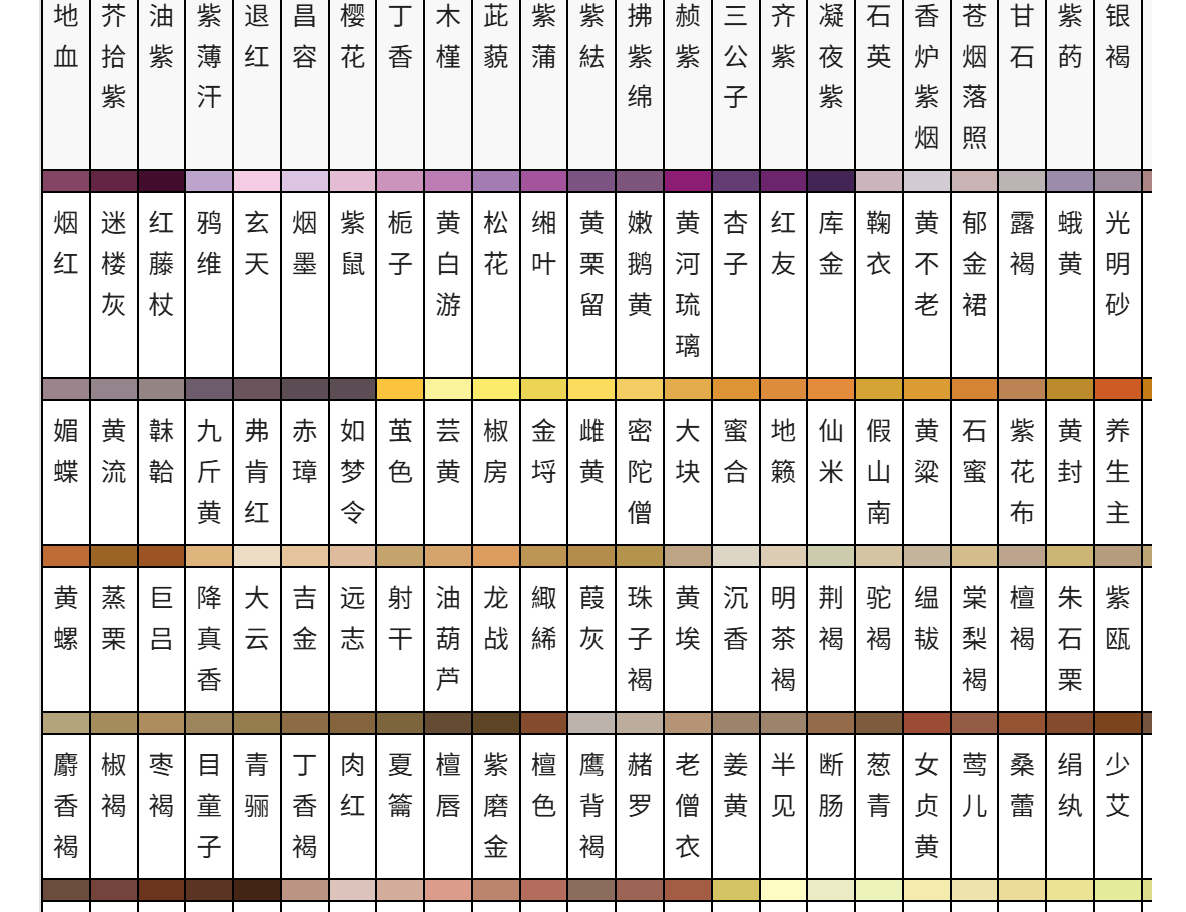 地血 芥拾紫 油紫 紫薄汗 退红 昌容 樱花 丁香 木槿 茈藐 紫蒲 紫紶 拂紫绵 赪紫 三公子 齐紫 凝夜紫 石英 香炉紫烟 苍烟落照 甘石 紫菂 银褐
烟红 迷楼灰 红藤杖 鸦雏 玄天 烟墨 紫鼠 栀子 黄白游 松花 缃叶 黄栗留 嫩鹅黄 黄河琉璃 杏子 红友 库金 鞠衣 黄不老 郁金裙 露褐 蛾黄 光明砂
媚蝶 黄流 韎韐 九斤黄 弗肯红 赤璋 如梦令 茧色 芸黄 椒房 金埒 雌黄 密陀僧 大块 蜜合 地籁 仙米 假山南 黄粱 石蜜 紫花布 黄封 养生主
黄螺 蒸栗 巨吕 降真香 大云 吉金 远志 射干 油葫芦 龙战 緅絺 葭灰 珠子褐 黄埃 沉香 明茶褐 荆褐 驼褐 缊韨 棠梨褐 檀褐 朱石栗 紫瓯
麝香褐 椒褐 枣褐 目童子 青骊 丁香褐 肉红 夏籥 檀唇 紫磨金 檀色 鹰背褐 赭罗 老僧衣 姜黄 半见 断肠 葱青 女贞黄 莺儿 桑蕾 绢纨 少艾